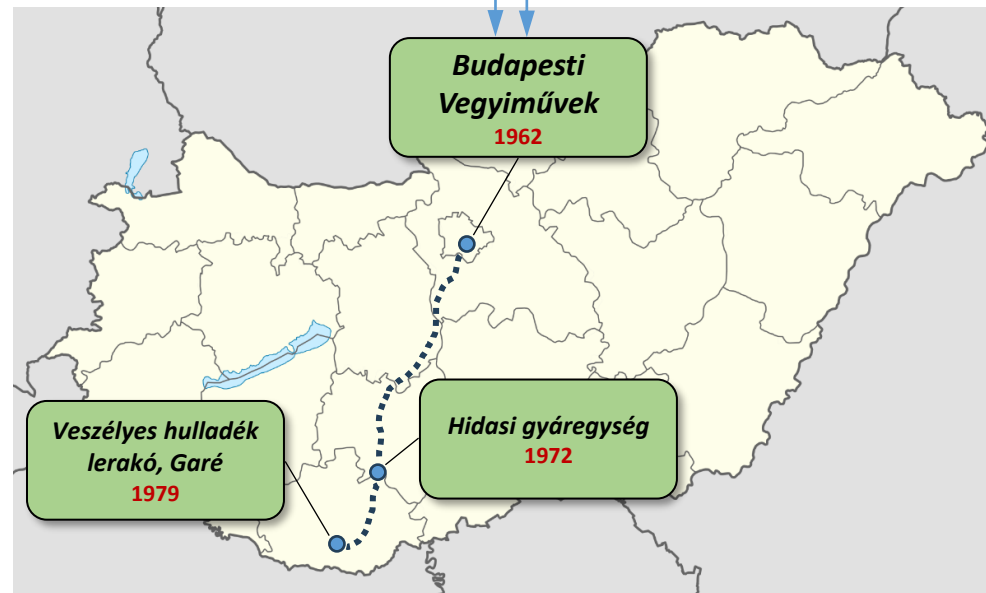 Budapesti
Vegyiművek
1962
Hidasi gyáregység
1972
Veszélyes hulladék
lerakó, Garé
1979